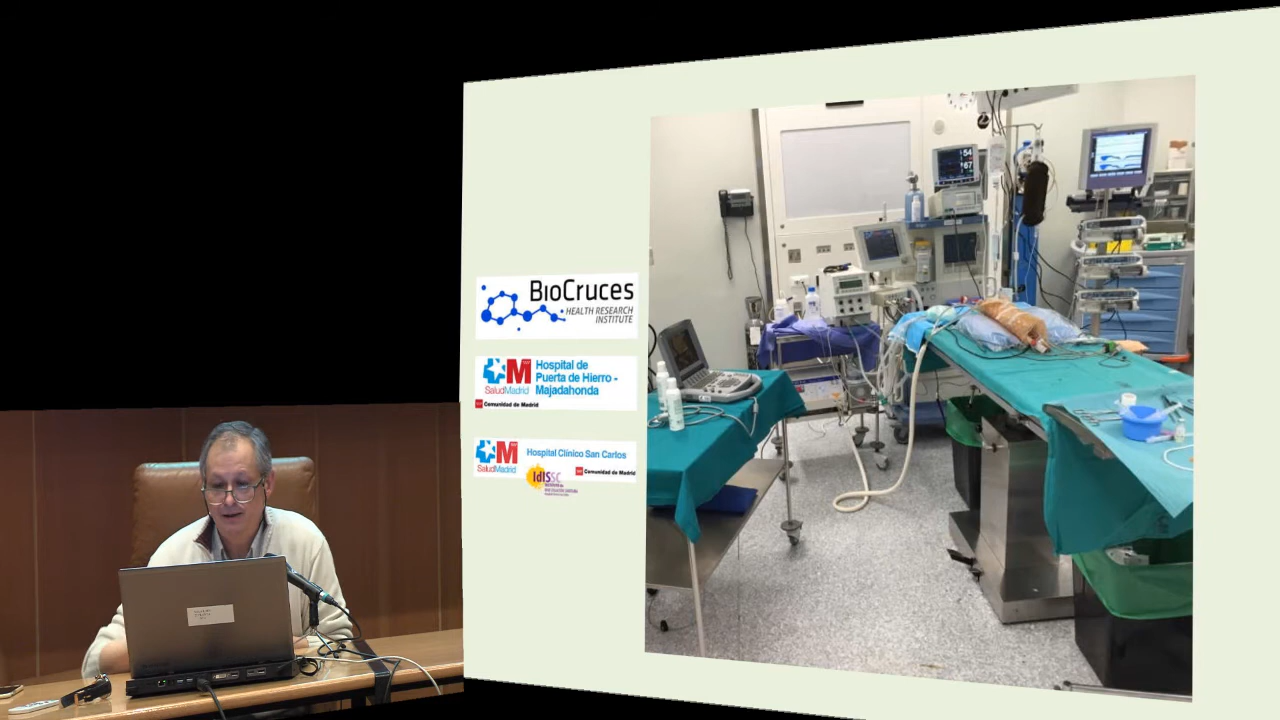 BIOCRUCES
HEALTH RESEARCH
INSTITUTE
M
SaludMadrid
Hospital de
Puerta de Hierro -
Majadahonda
Comunidad de Madrid
M
SaludMadrid
Hospital Clínico San Carlos
Comunidad de Madrid
IdISSC
54
67